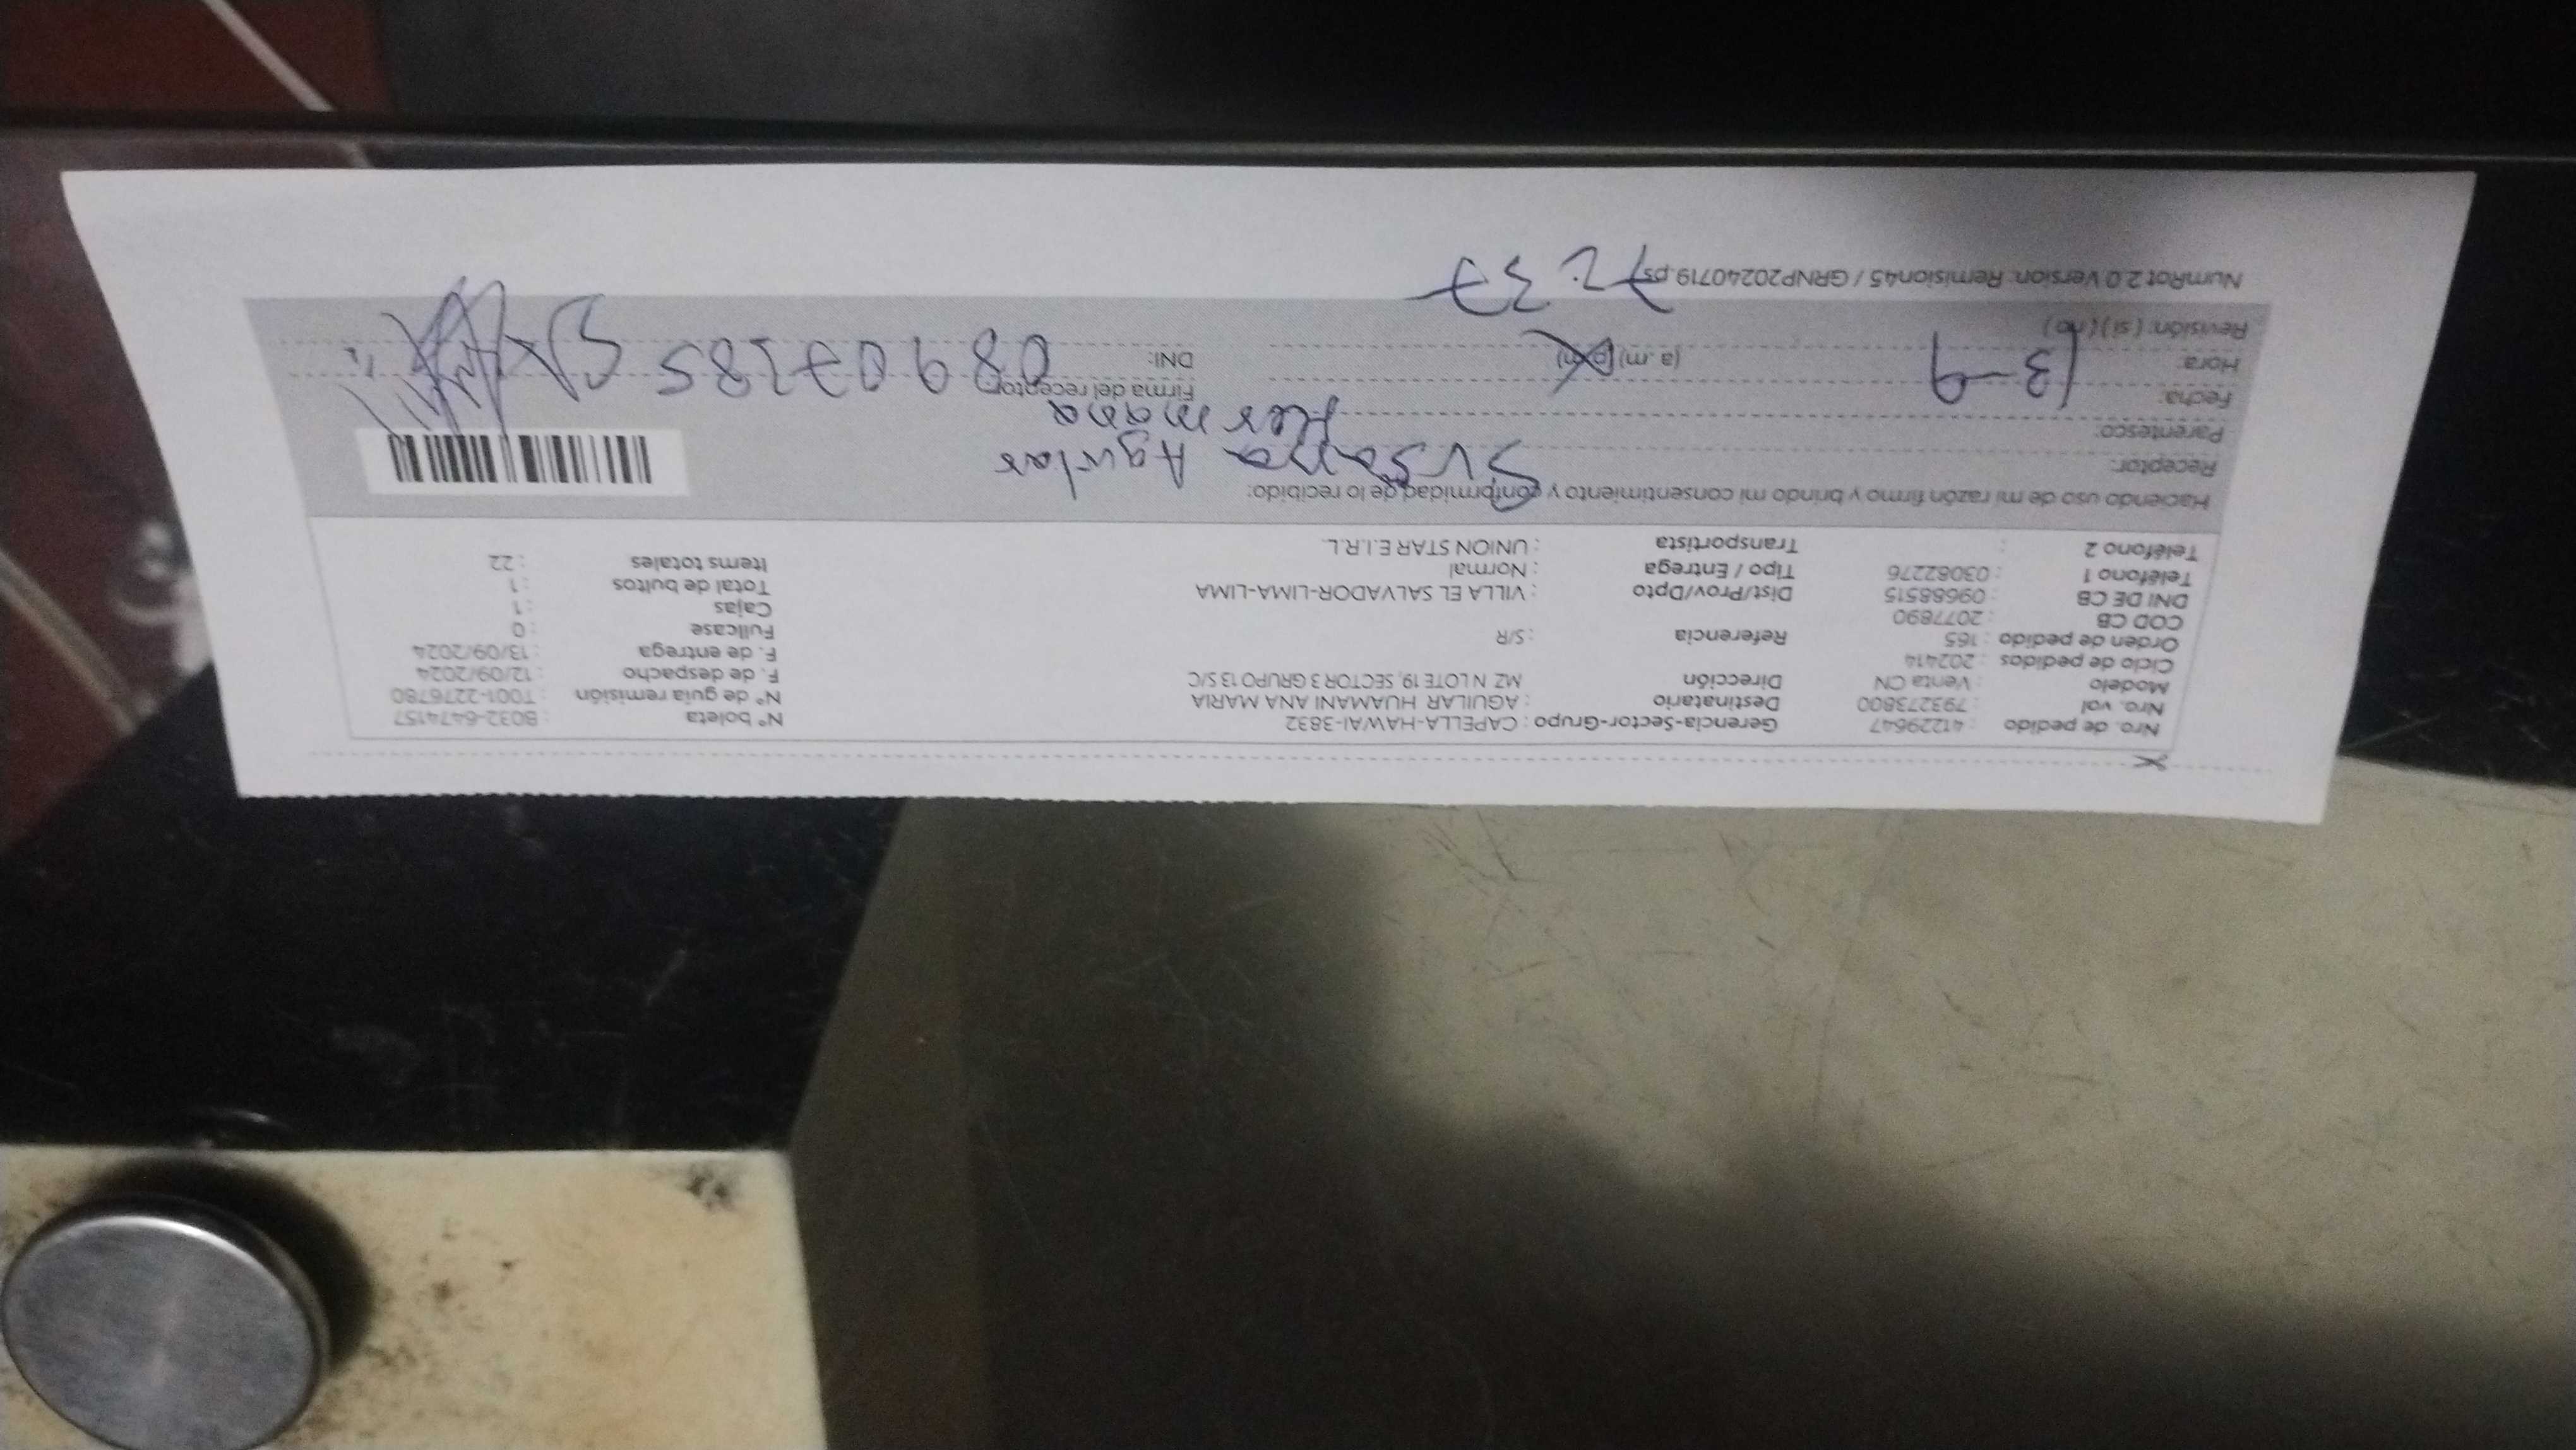 Nro. de pedido : 41229647 Gerencia-Sector-Grupo : CAPELLA-HAWAI-3832 N° boleta : B032-6474157
Nro. vol : 793273800 Destinatario : AGUILAR HUAMANI ANA MARIA N° de guía remisión : T001-2276780
Modelo : Venta CN Dirección MZ N LOTE 19, SECTOR 3 GRUPO 13 S/C F. de despacho : 12/09/2024
Ciclo de pedidos : 202414 F. de entrega : 13/09/2024
Orden de pedido : 165 Referencia : S/R Fullcase : 0
COD CB : 2077890 Cajas : 1
DNI DE CB : 09688515 Dist/Prov/Dpto : VILLA EL SALVADOR-LIMA-LIMA Total de bultos : 1
Teléfono 1 : 03062276 Tipo / Entrega : Normal Items totales : 22
Teléfono 2 : Transportista : UNION STAR E.I.R.L.
Haciendo uso de mi razón firmo y brindo mi consentimiento y conformidad de lo recibido:
Receptor: Susana Aguilar
Parentesco: Hermana
Fecha: 13-9 Firma del receptor
Hora: (a .m) (p.m) DNI: 08907285
Revisión: ( si ) ( no )
NumRot 2.0 Version: Remision45 / GRNP20240719.ps